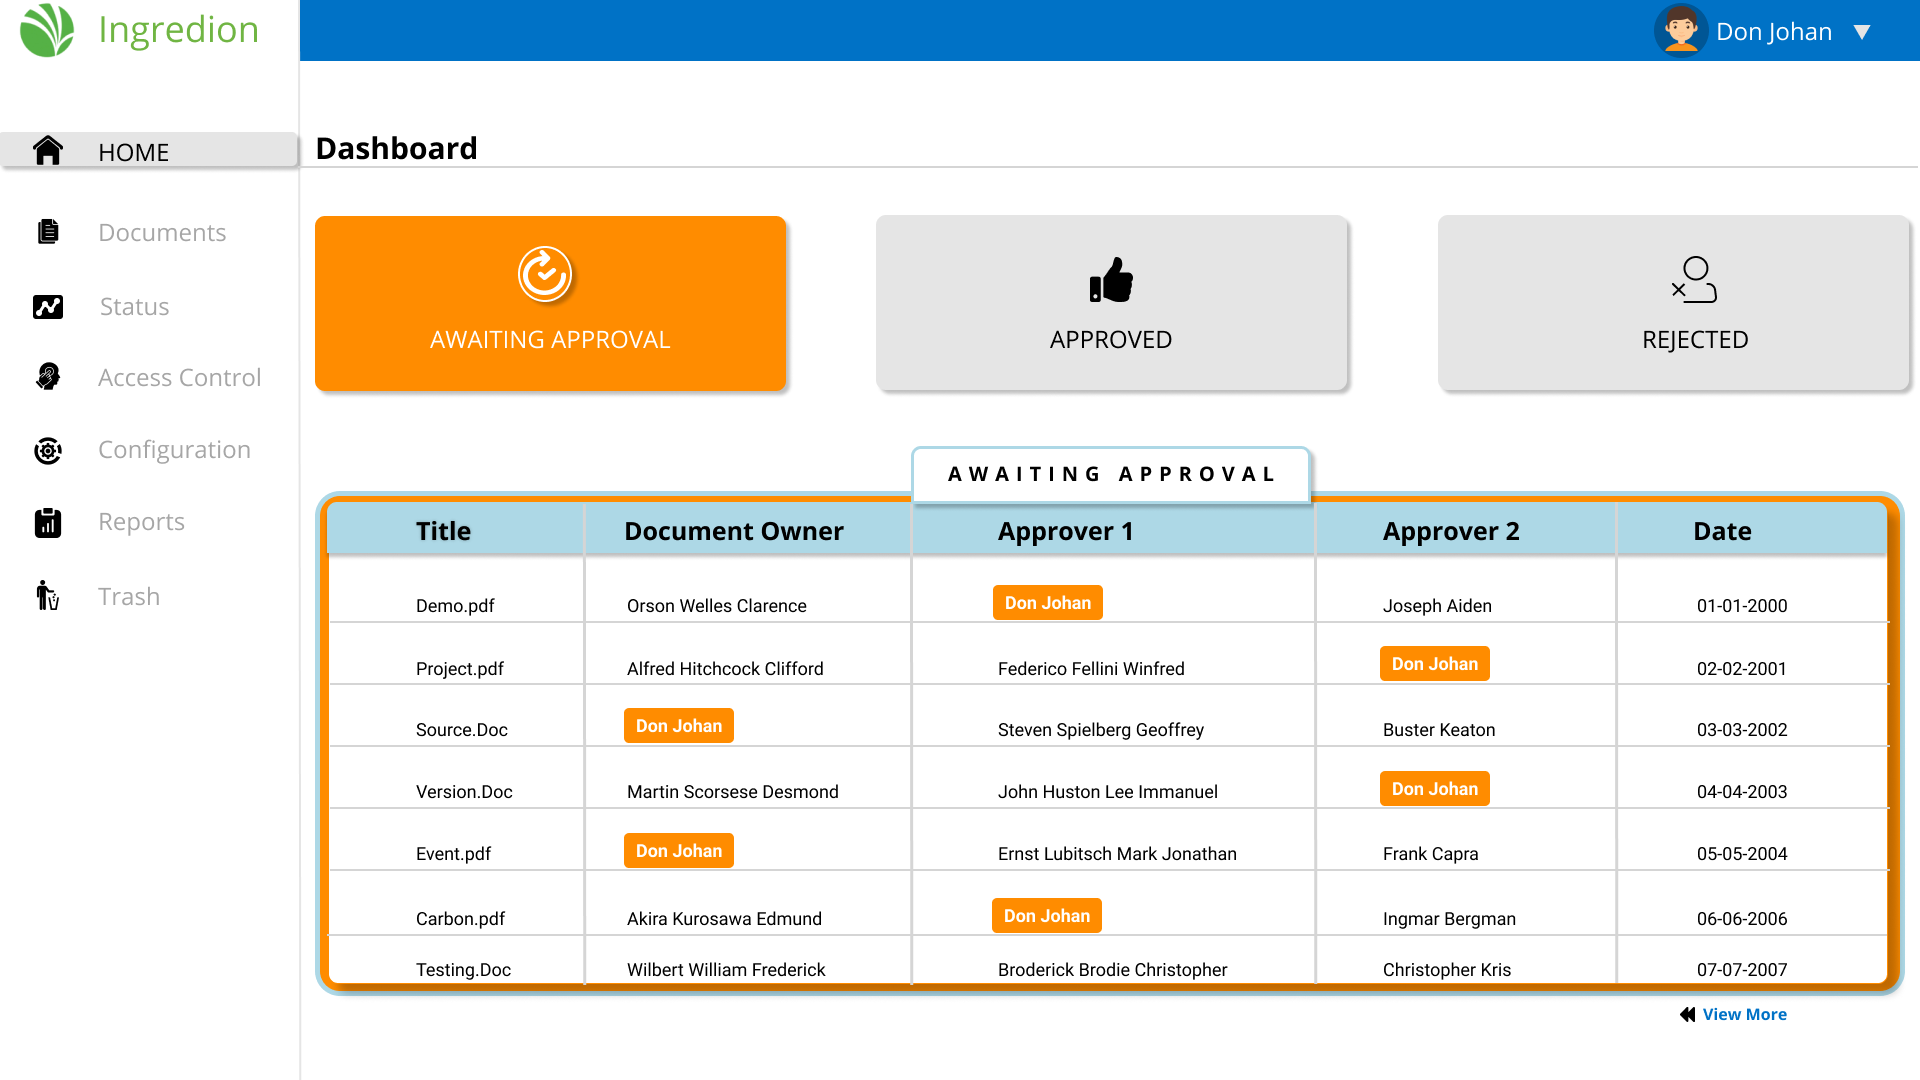 Ingredion
Don Johan
HOME
Documents
Status
Access Control
Configuration
Reports
Trash
Dashboard
AWAITING APPROVAL
APPROVED
REJECTED
AWAITING APPROVAL
Title Document Owner Approver 1 Approver 2 Date
Demo.pdf Orson Welles Clarence Don Johan Joseph Aiden 01-01-2000
Project.pdf Alfred Hitchcock Clifford Federico Fellini Winfred Don Johan 02-02-2001
Source.Doc Don Johan Steven Spielberg Geoffrey Buster Keaton 03-03-2002
Version.Doc Martin Scorsese Desmond John Huston Lee Immanuel Don Johan 04-04-2003
Event.pdf Don Johan Ernst Lubitsch Mark Jonathan Frank Capra 05-05-2004
Carbon.pdf Akira Kurosawa Edmund Don Johan Ingmar Bergman 06-06-2006
Testing.Doc Wilbert William Frederick Broderick Brodie Christopher Christopher Kris 07-07-2007
View More